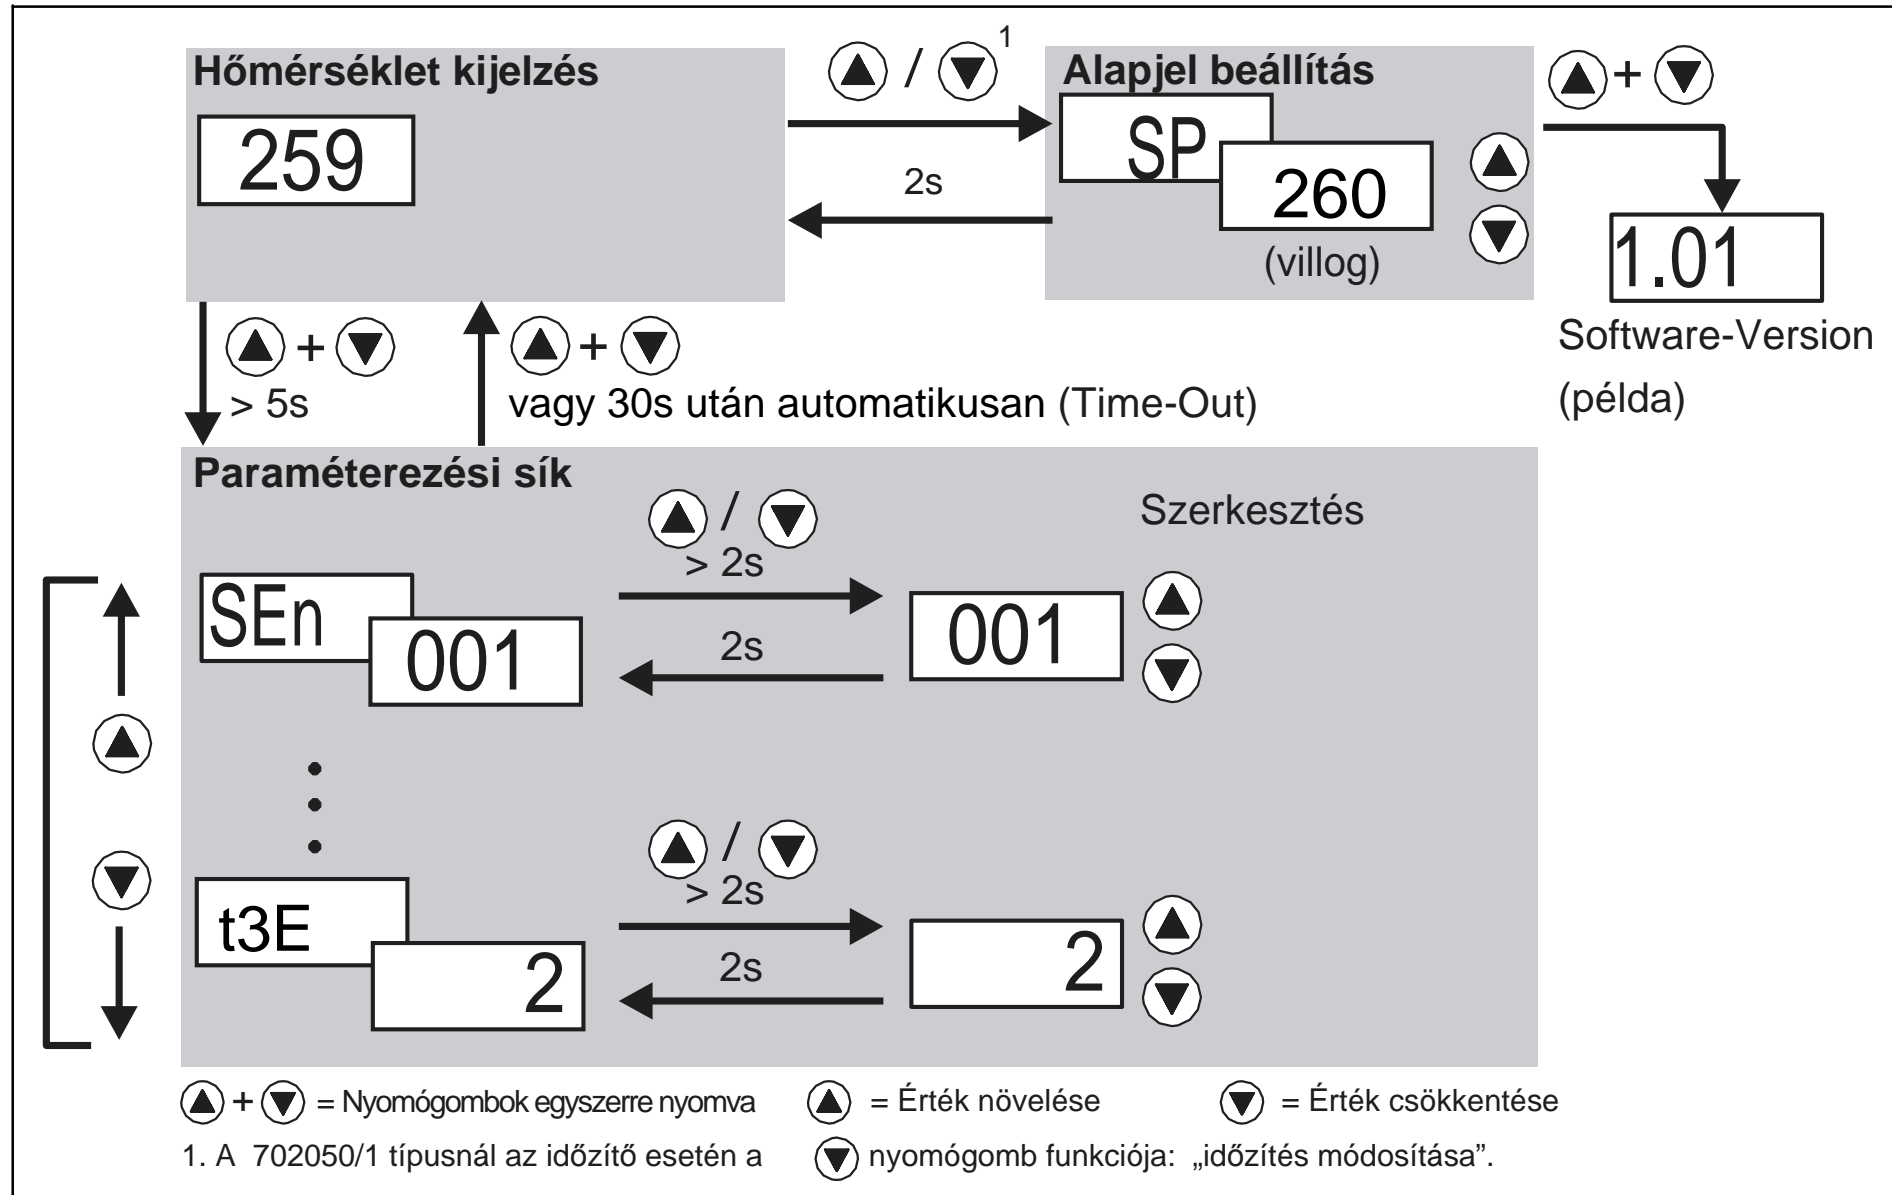 Hőmérséklet kijelzés
259
/ 1
Alapjel beállítás
SP
260
(villog)
2s
+
1.01
Software-Version
(példa)
+
> 5s
+
vagy 30s után automatikusan (Time-Out)
Paraméterezési sík
/
> 2s
Szerkesztés
SEn
001
2s
001
/
> 2s
t3E
2
2s
2
+ = Nyomógombok egyszerre nyomva = Érték növelése = Érték csökkentése
1. A 702050/1 típusnál az időzítő esetén a nyomógomb funkciója: „időzítés módosítása”.